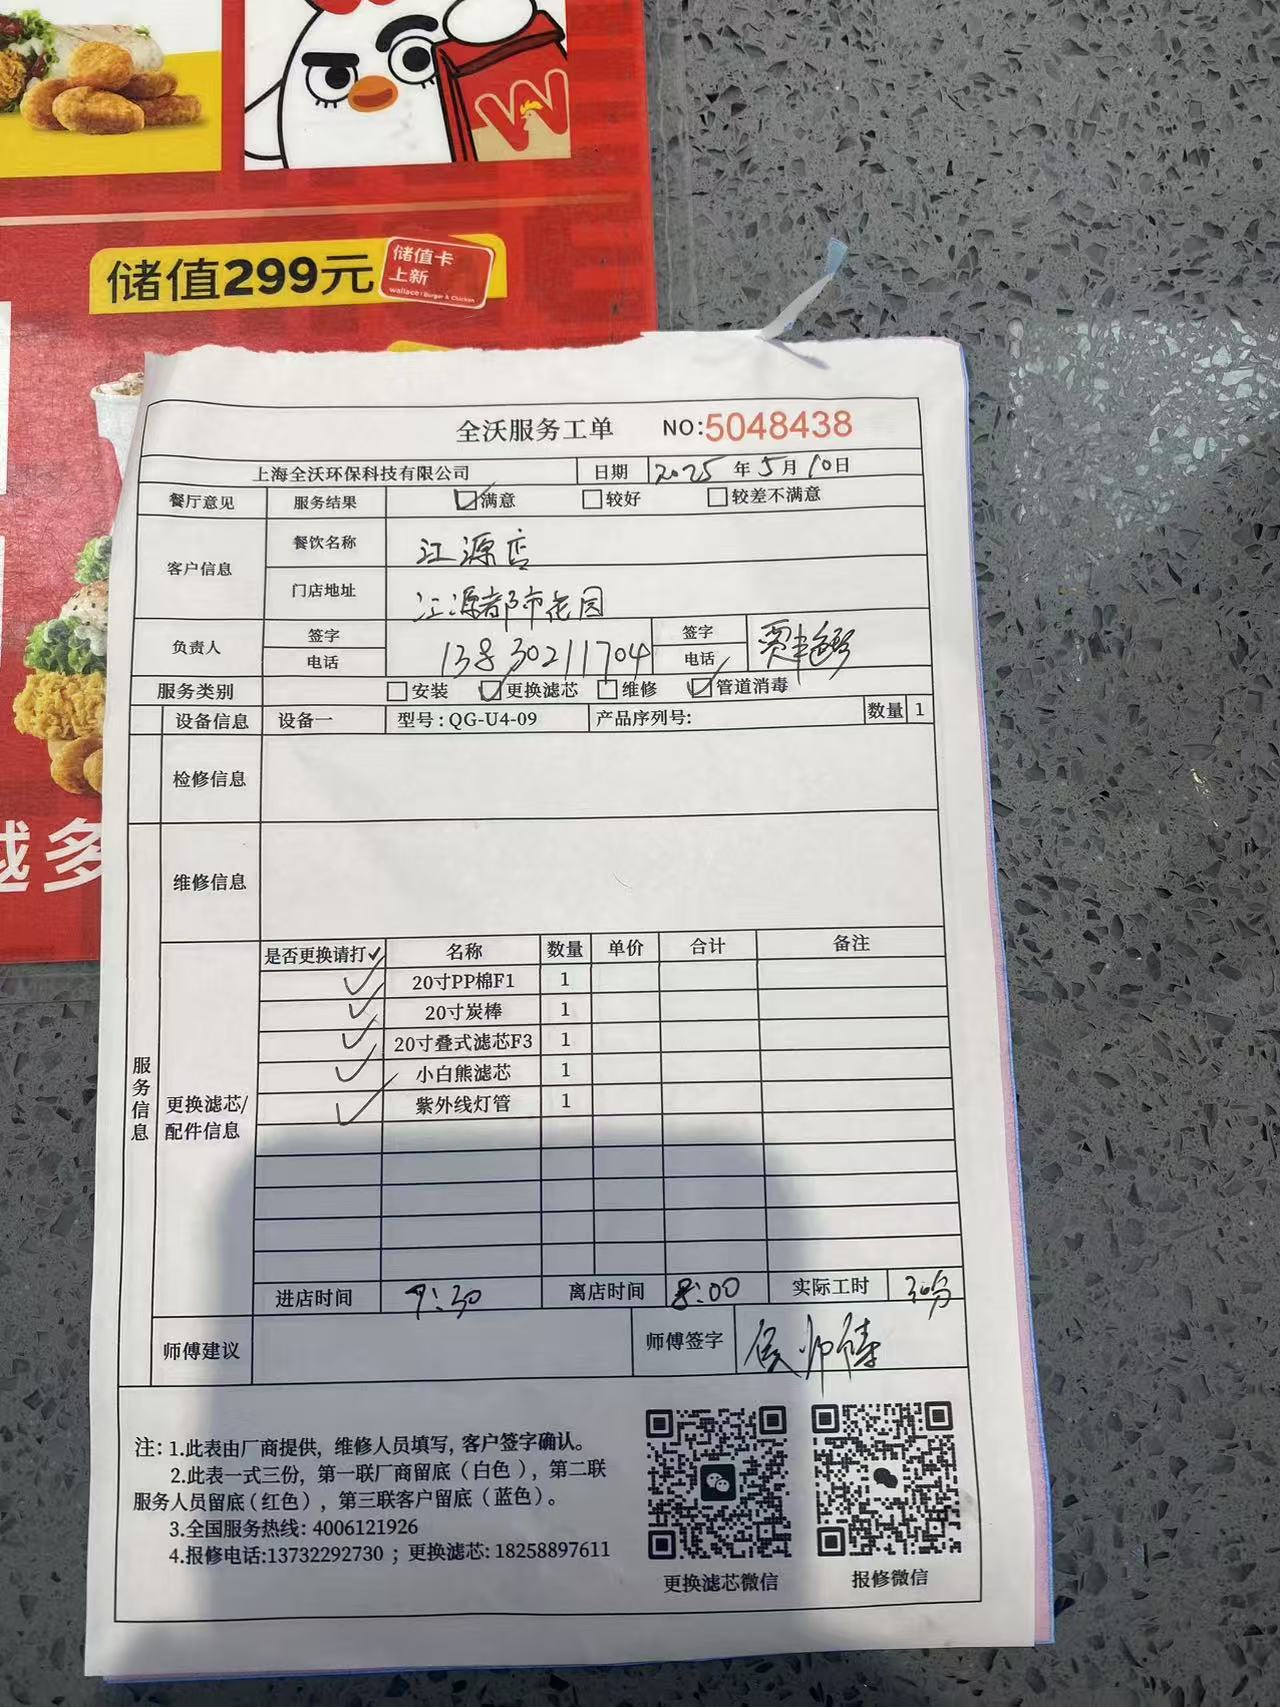 W
储值299元
储值卡
上新
wallace | Burger & Chicken
越多
全沃服务工单 NO:5048438
上海全沃环保科技有限公司 日期 2025年5月10日
餐厅意见 服务结果 满意 较好 较差不满意
客户信息 餐饮名称 江源店
门店地址 江源都市花园
负责人 签字 签字
电话 13830211704 电话
服务类别 安装 更换滤芯 维修 管道消毒
设备信息 设备一 型号:QG-U4-09 产品序列号: 数量 1
检修信息
维修信息
服务信息
更换滤芯/
配件信息
是否更换请打✓ 名称 数量 单价 合计 备注
✓ 20寸PP棉F1 1
✓ 20寸炭棒 1
✓ 20寸叠式滤芯F3 1
✓ 小白熊滤芯 1
✓ 紫外线灯管 1
进店时间 7:30 离店时间 8:00 实际工时 30分
师傅建议 师傅签字 侯师傅
注: 1.此表由厂商提供, 维修人员填写, 客户签字确认。
2.此表一式三份, 第一联厂商留底(白色), 第二联
服务人员留底(红色), 第三联客户留底(蓝色)。
3.全国服务热线: 4006121926
4.报修电话:13732292730 ; 更换滤芯: 18258897611
更换滤芯微信 报修微信